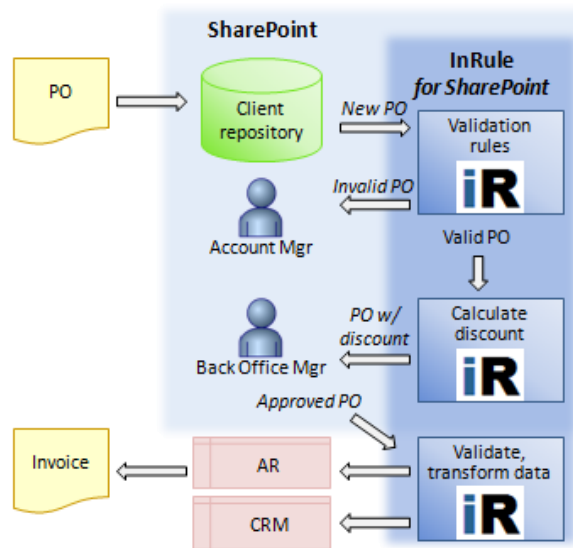 SharePoint
InRule
for SharePoint
PO
Client
repository
New PO
Validation
rules
iR
Invalid PO
Account Mgr
Valid PO
PO w/
discount
Calculate
discount
iR
Back Office Mgr
Approved PO
Invoice
AR
Validate,
transform data
iR
CRM